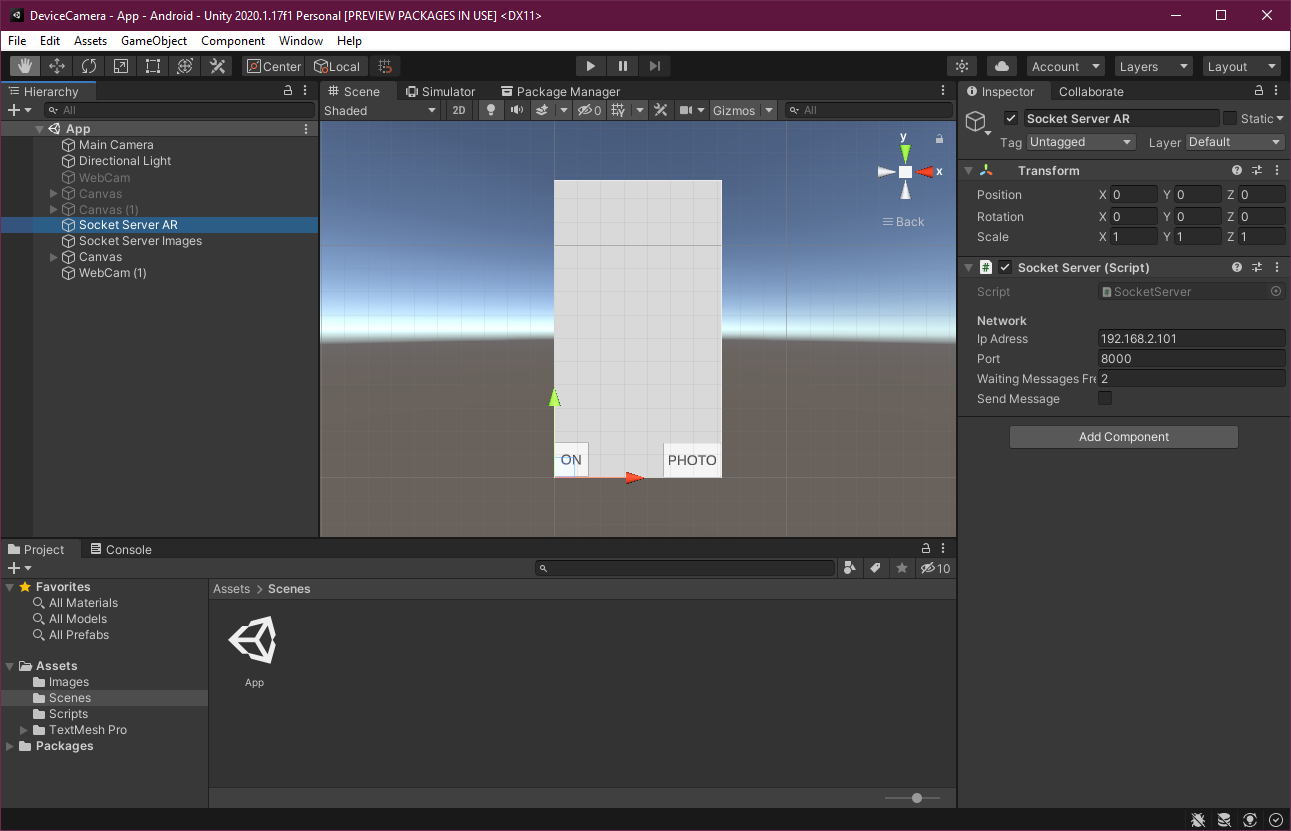 DeviceCamera - App - Android - Unity 2020.1.17f1 Personal [PREVIEW PACKAGES IN USE] <DX11>
File Edit Assets GameObject Component Window Help
Center Local Account Layers Layout
Hierarchy
All
App
Main Camera
Directional Light
WebCam
Canvas
Canvas (1)
Socket Server AR
Socket Server Images
Canvas
WebCam (1)
Scene Simulator Package Manager
Shaded 2D 0 Gizmos All
y
x
Back
ON PHOTO
Inspector Collaborate
Socket Server AR Static
Tag Untagged Layer Default
Transform
Position X 0 Y 0 Z 0
Rotation X 0 Y 0 Z 0
Scale X 1 Y 1 Z 1
# Socket Server (Script)
Script SocketServer
Network
Ip Adress 192.168.2.101
Port 8000
Waiting Messages Fre 2
Send Message
Add Component
Project Console
10
Favorites
All Materials
All Models
All Prefabs
Assets
Images
Scenes
Scripts
TextMesh Pro
Packages
Assets > Scenes
App